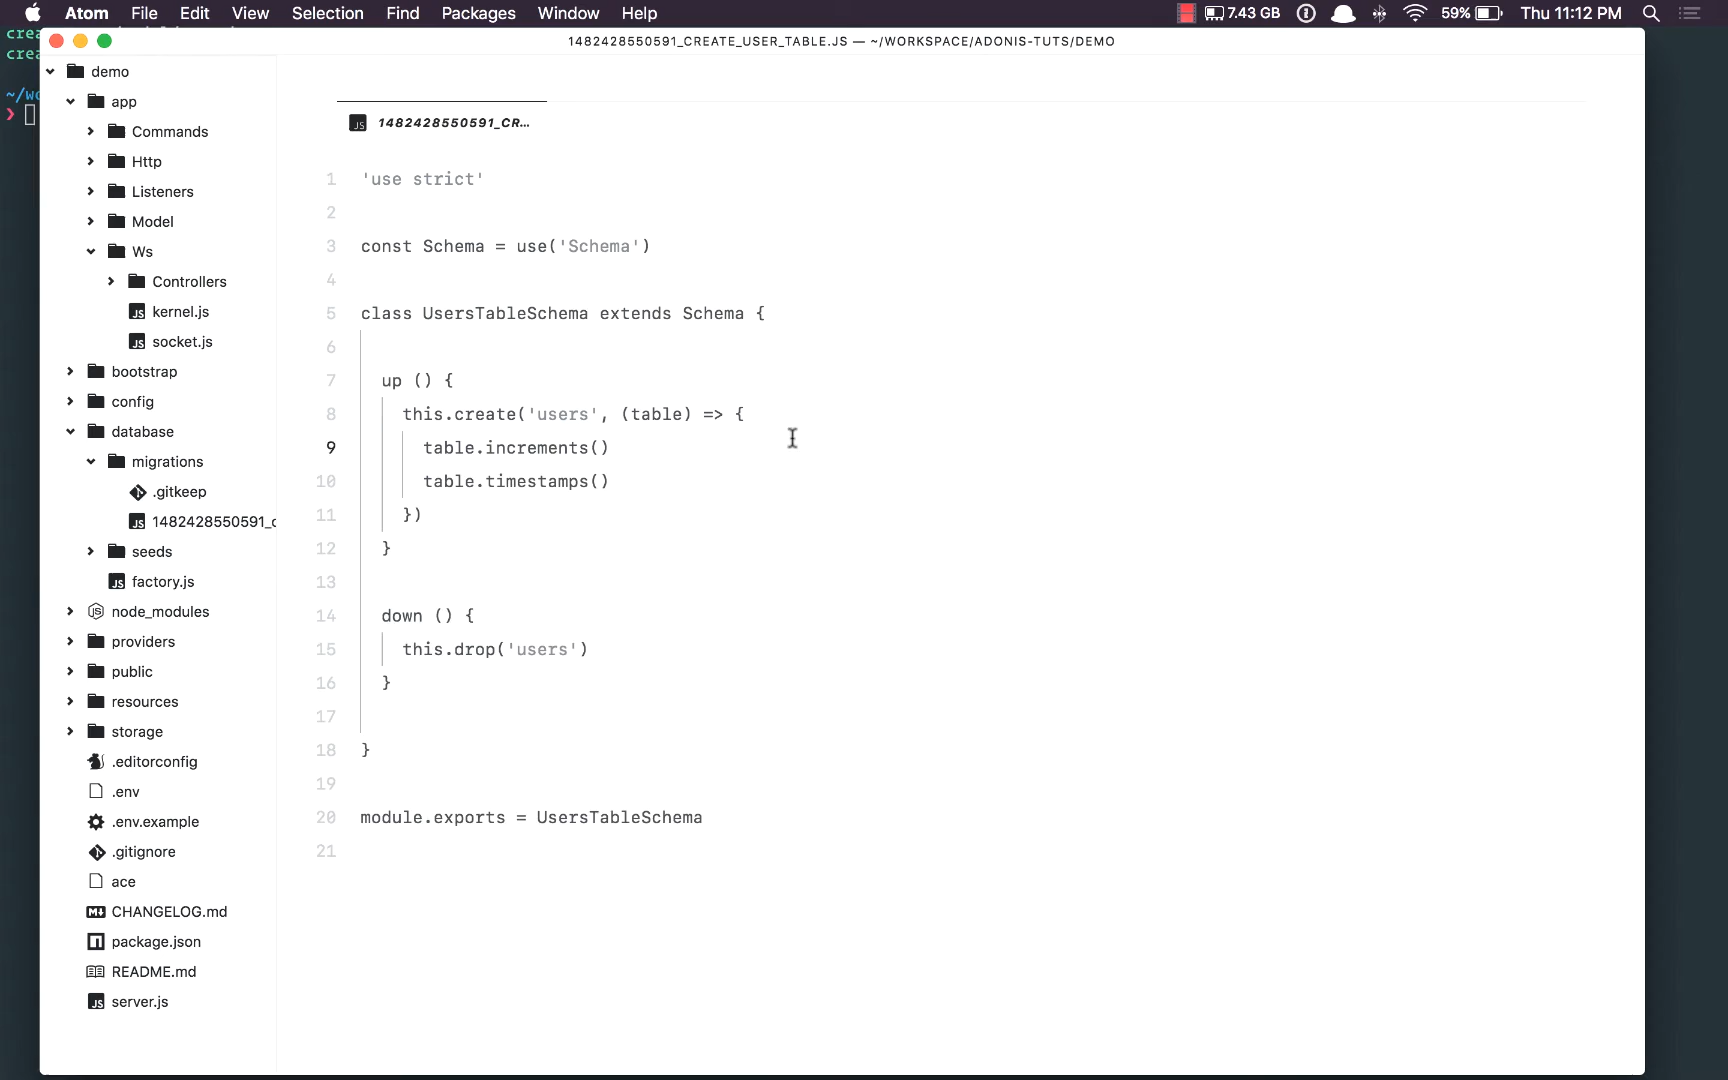 Atom File Edit View Selection Find Packages Window Help 7.43 GB 59% Thu 11:12 PM
crea
crea
~/wo
❯
1482428550591_CREATE_USER_TABLE.JS — ~/WORKSPACE/ADONIS-TUTS/DEMO
demo
app
Commands
Http
Listeners
Model
Ws
Controllers
kernel.js
socket.js
bootstrap
config
database
migrations
.gitkeep
1482428550591_c
seeds
factory.js
node_modules
providers
public
resources
storage
.editorconfig
.env
.env.example
.gitignore
ace
CHANGELOG.md
package.json
README.md
server.js
1482428550591_CR...
1 'use strict'
2
3 const Schema = use('Schema')
4
5 class UsersTableSchema extends Schema {
6
7 up () {
8 this.create('users', (table) => {
9 table.increments()
10 table.timestamps()
11 })
12 }
13
14 down () {
15 this.drop('users')
16 }
17
18 }
19
20 module.exports = UsersTableSchema
21